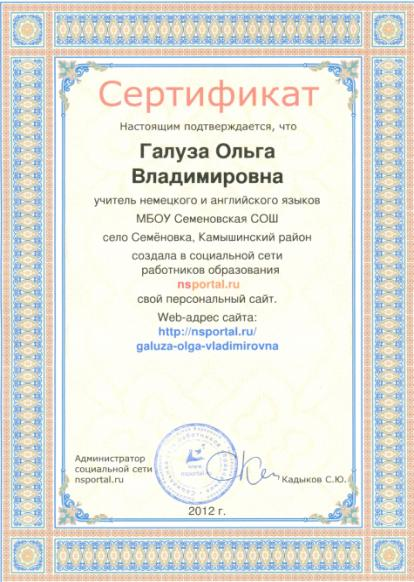 Сертификат
Настоящим подтверждается, что
Галуза Ольга
Владимировна
учитель немецкого и английского языков
МБОУ Семеновская СОШ
село Семёновка, Камышинский район
создала в социальной сети
работников образования
nsportal.ru
свой персональный сайт.
Web-адрес сайта:
http://nsportal.ru/
galuza-olga-vladimirovna
Администратор
социальной сети
nsportal.ru
www.
nsportal
Кадыков С.Ю.
2012 г.